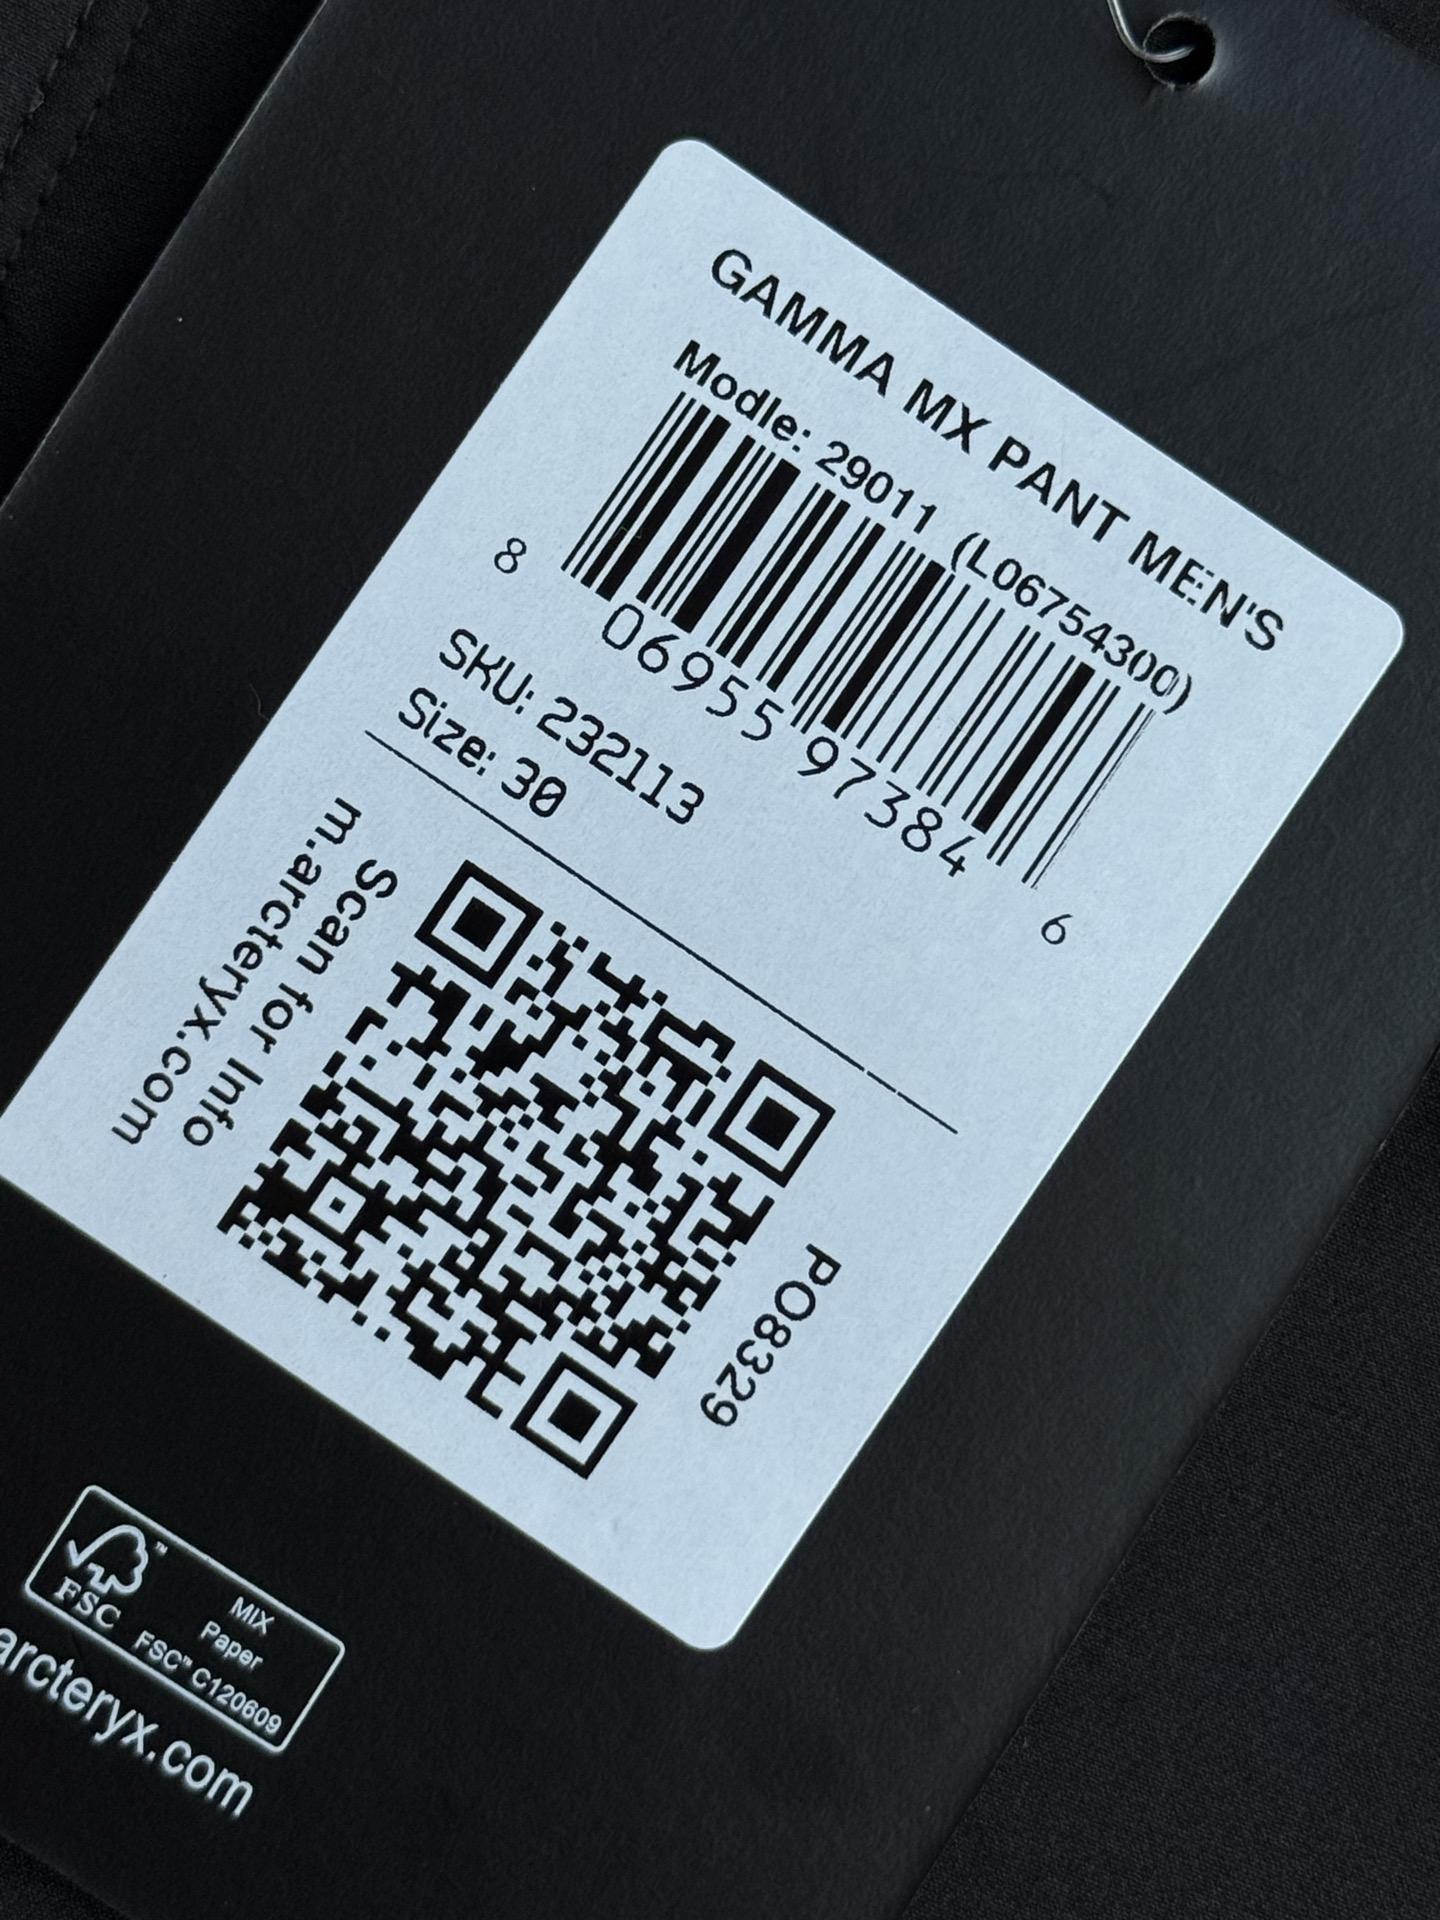 GAMMA MX PANT MEN'S
Modle: 29011 (L06754300)
8 06955 97384 6
SKU: 232113
Size: 30
Scan for Info
m.arcteryx.com
PO8329
FSC™
MIX
Paper
FSC™ C120609
arcteryx.com